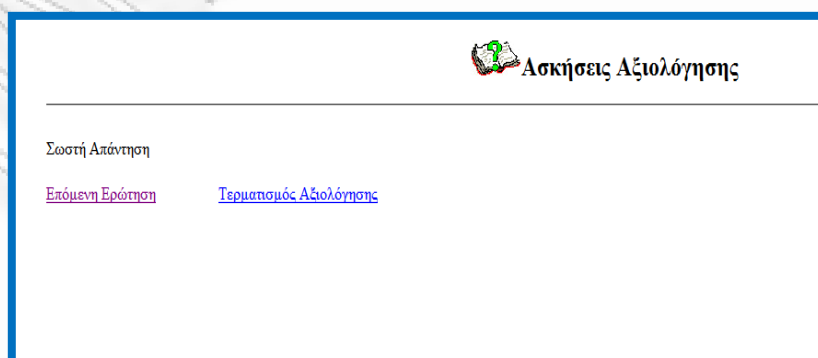 Ασκήσεις Αξιολόγησης
Σωστή Απάντηση
Επόμενη Ερώτηση Τερματισμός Αξιολόγησης